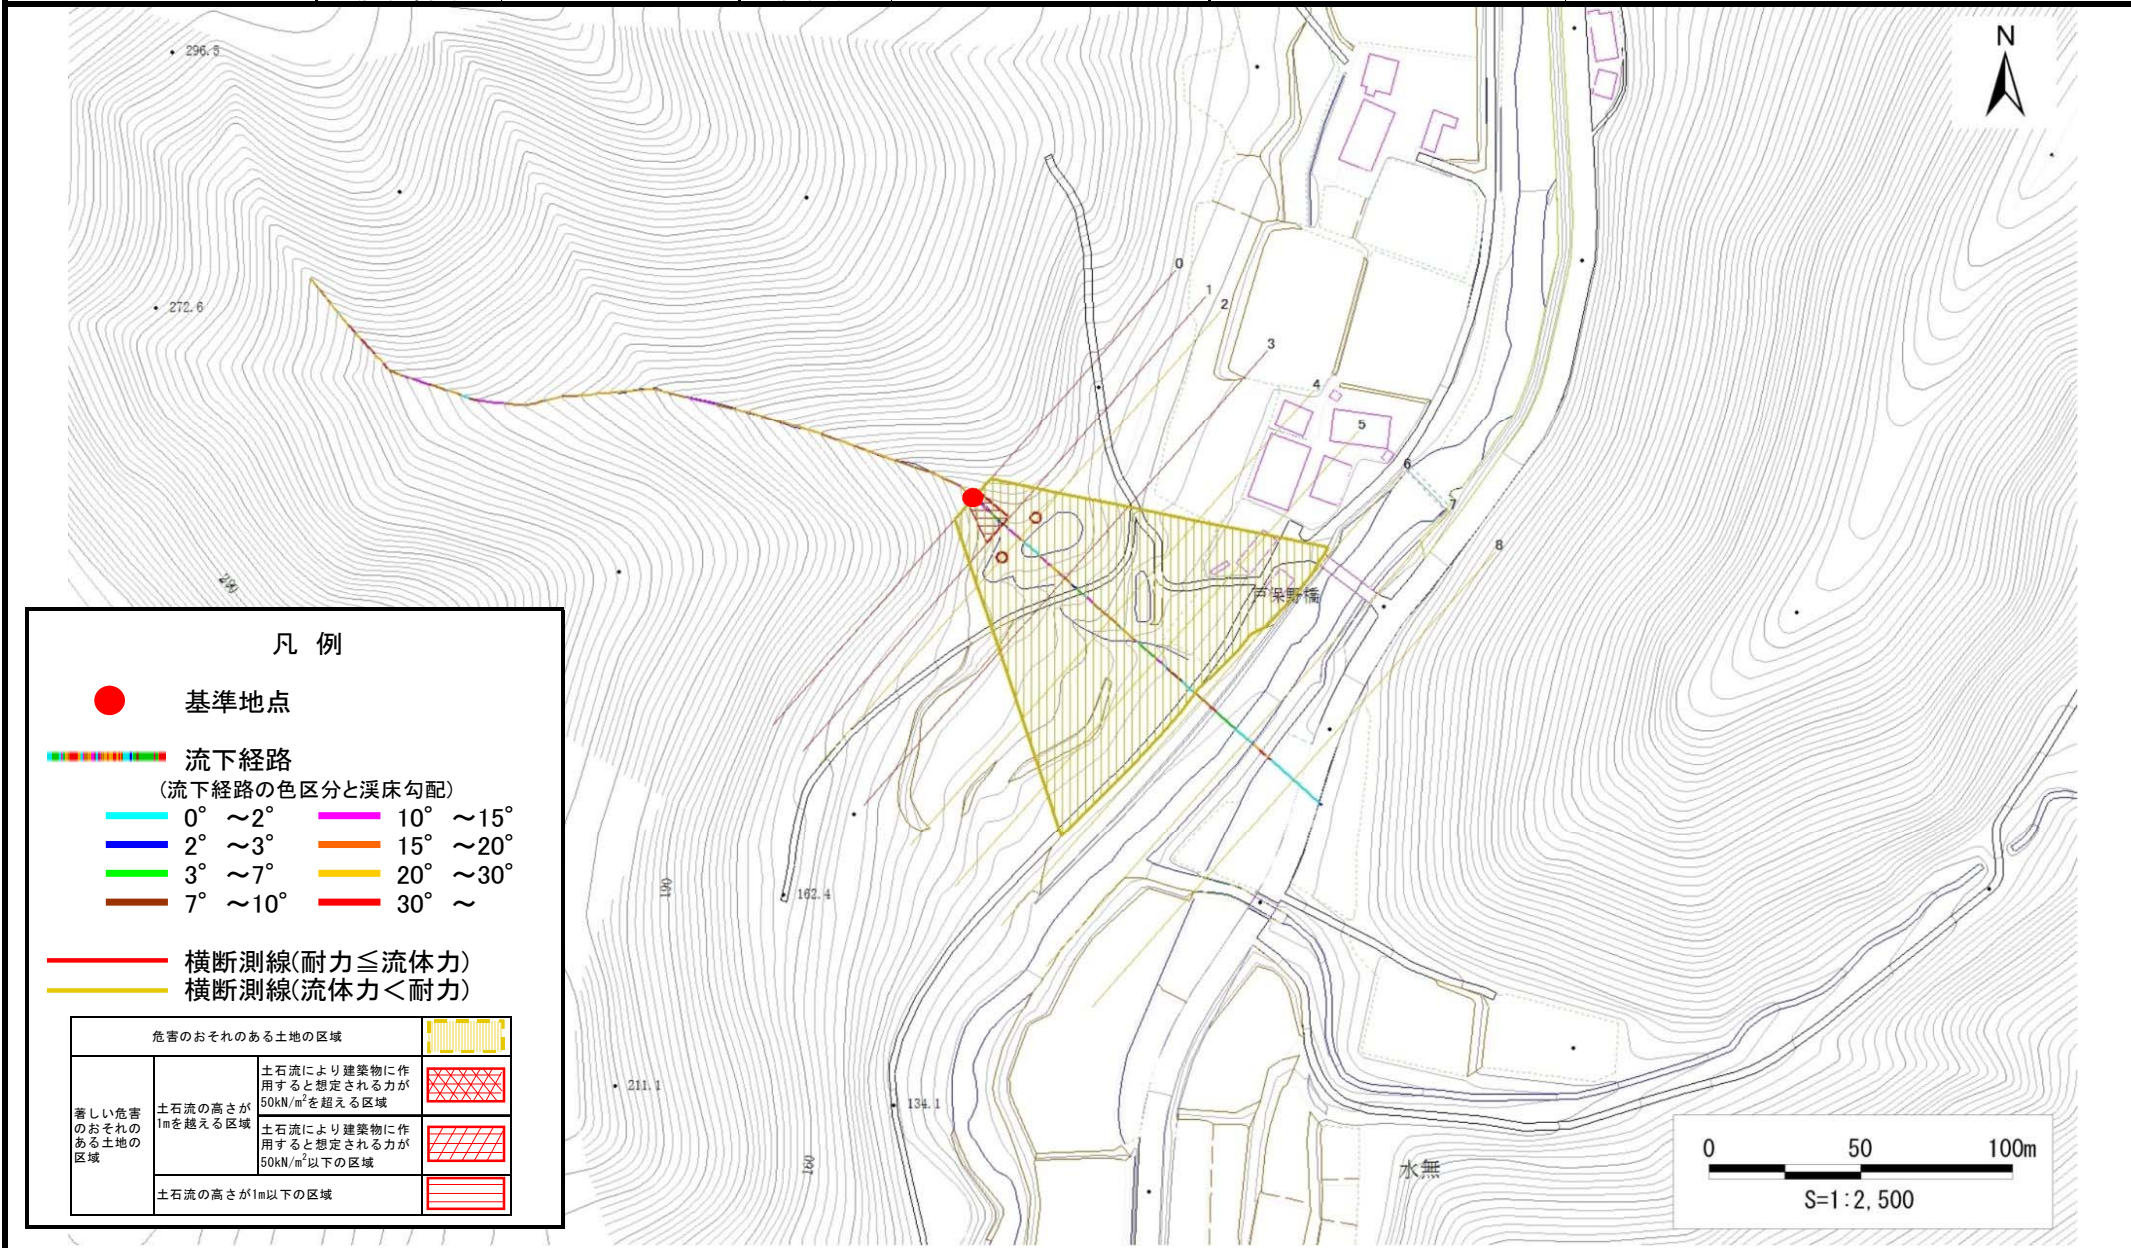 296.5
N
0
272.6
1
2
3
4
5
6
7
8
戸保野橋
凡 例
基準地点
流下経路
(流下経路の色区分と渓床勾配)
0° ～2° 10° ～15°
2° ～3° 15° ～20°
3° ～7° 20° ～30°
7° ～10° 30° ～
横断測線(耐力≦流体力)
横断測線(流体力＜耐力)
危害のおそれのある土地の区域
著しい危害
のおそれの
ある土地の
区域
土石流の高さが
1mを越える区域
土石流により建築物に作
用すると想定される力が
50kN/m²を超える区域
土石流により建築物に作
用すると想定される力が
50kN/m²以下の区域
土石流の高さが1m以下の区域
190
162.4
211.1
134.1
160
水無
0 50 100m
S=1:2,500